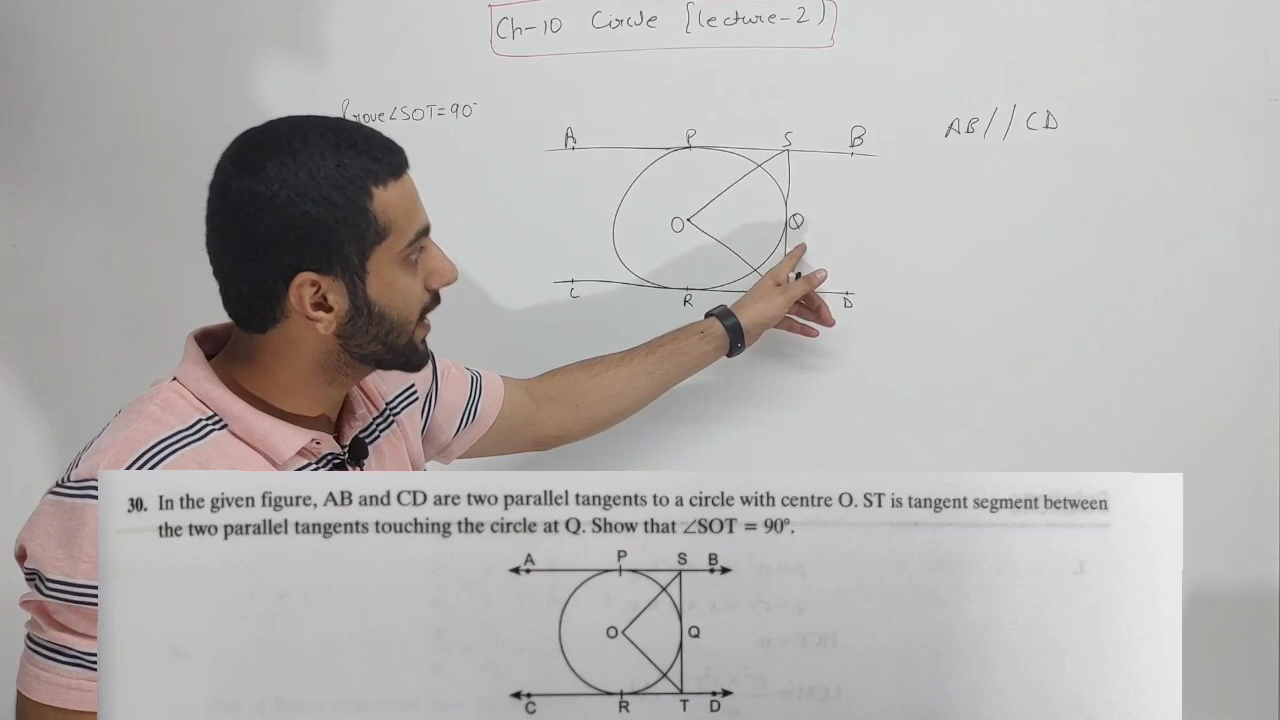 Ch-10 Circle [lecture-2)
Prove ∠SOT=90°
A P S B
AB//CD
O Q
C R D
30. In the given figure, AB and CD are two parallel tangents to a circle with centre O. ST is tangent segment between
the two parallel tangents touching the circle at Q. Show that ∠SOT = 90°.
A P S B
O Q
C R T D